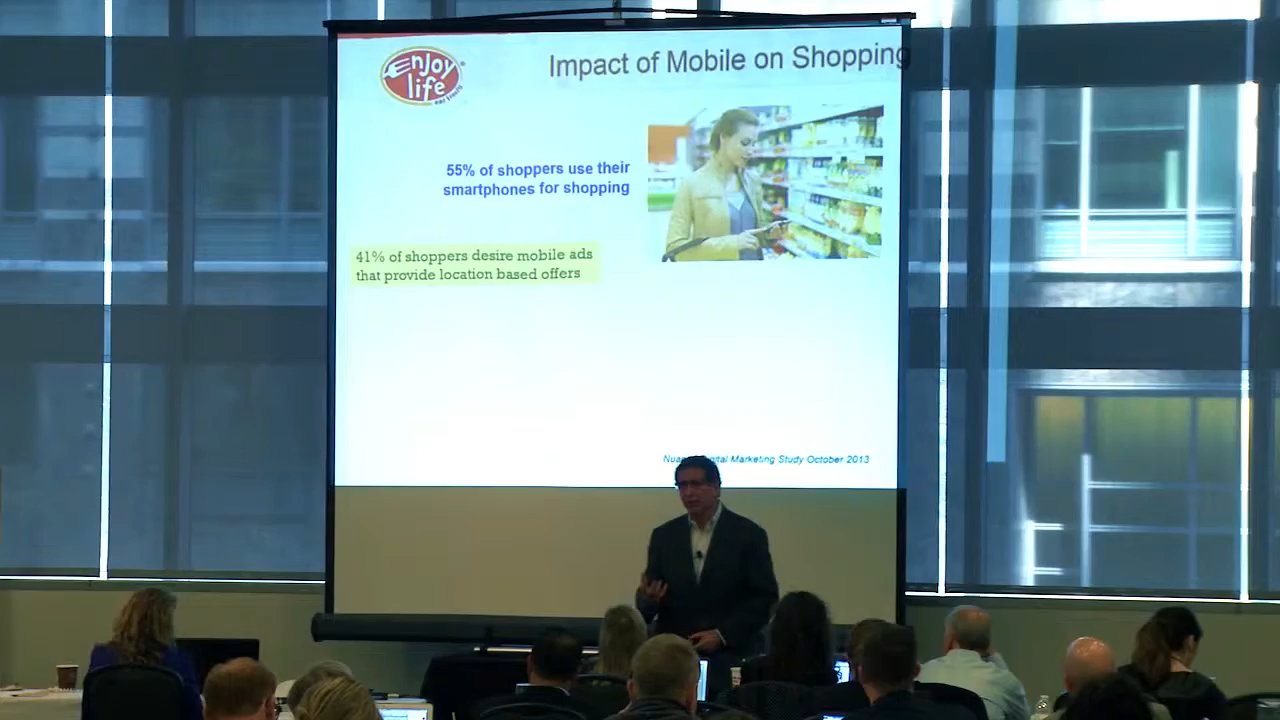 enjoy
life
Impact of Mobile on Shopping
55% of shoppers use their
smartphones for shopping
41% of shoppers desire mobile ads
that provide location based offers
Marketing Study October 2013